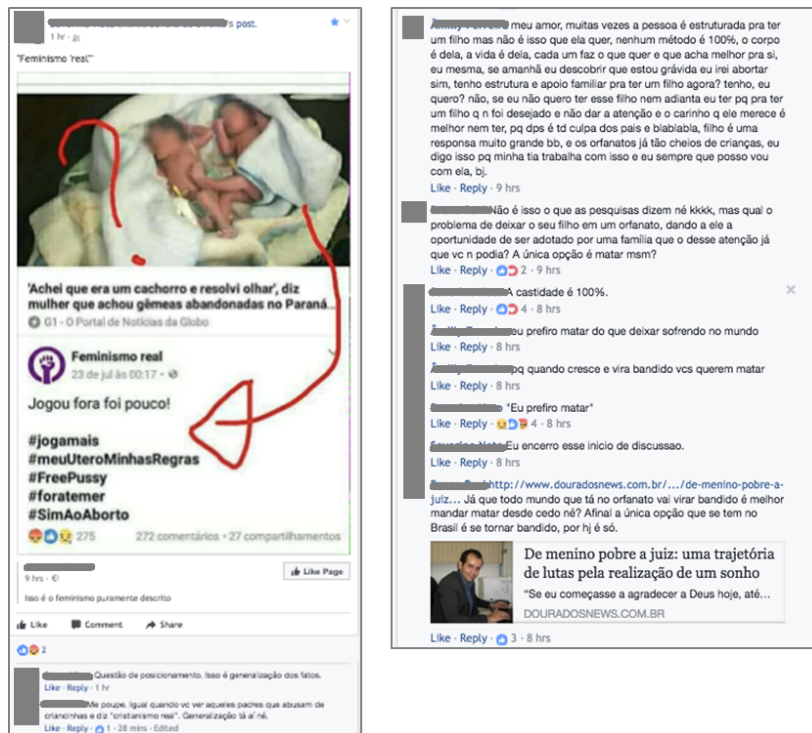 's post.
1 hr ·
"Feminismo 'real'"
'Achei que era um cachorro e resolvi olhar', diz
mulher que achou gêmeas abandonadas no Paraná...
G1 - O Portal de Notícias da Globo
Feminismo real
23 de jul às 00:17 ·
Jogou fora foi pouco!
#jogamais
#meuUteroMinhasRegras
#FreePussy
#foratemer
#SimAoAborto
275 272 comentários · 27 compartilhamentos
9 hrs ·
Like Page
Isso é o feminismo puramente descrito
Like Comment Share
2
Questão de posicionamento. Isso é generalização dos fatos.
Like · Reply · 1 hr
Me poupe. Igual quando vc ver aqueles padres que abusam de
criancinhas e diz "cristianismo real". Generalização tá aí né.
Like · Reply · 1 · 28 mins · Edited
meu amor, muitas vezes a pessoa é estruturada pra ter
um filho mas não é isso que ela quer, nenhum método é 100%, o corpo
é dela, a vida é dela, cada um faz o que quer e que acha melhor pra si,
eu mesma, se amanhã eu descobrir que estou grávida eu irei abortar
sim, tenho estrutura e apoio familiar pra ter um filho agora? tenho, eu
quero? não, se eu não quero ter esse filho nem adianta eu ter pq pra ter
um filho q n foi desejado e não dar a atenção e o carinho q ele merece é
melhor nem ter, pq dps é td culpa dos pais e blablabla, filho é uma
responsa muito grande bb, e os orfanatos já tão cheios de crianças, eu
digo isso pq minha tia trabalha com isso e eu sempre que posso vou
com ela, bj.
Like · Reply · 9 hrs
Não é isso o que as pesquisas dizem né kkkk, mas qual o
problema de deixar o seu filho em um orfanato, dando a ele a
oportunidade de ser adotado por uma família que o desse atenção já
que vc n podia? A única opção é matar msm?
Like · Reply · 2 · 9 hrs
A castidade é 100%.
Like · Reply · 4 · 8 hrs
eu prefiro matar do que deixar sofrendo no mundo
Like · Reply · 8 hrs
pq quando cresce e vira bandido vcs querem matar
Like · Reply · 8 hrs
"Eu prefiro matar"
Like · Reply · 4 · 8 hrs
Eu encerro esse inicio de discussao.
Like · Reply · 8 hrs
http://www.douradosnews.com.br/.../de-menino-pobre-a-
juiz... Já que todo mundo que tá no orfanato vai virar bandido é melhor
mandar matar desde cedo né? Afinal a única opção que se tem no
Brasil é se tornar bandido, por hj é só.
De menino pobre a juiz: uma trajetória
de lutas pela realização de um sonho
"Se eu começasse a agradecer a Deus hoje, até...
DOURADOSNEWS.COM.BR
Like · Reply · 3 · 8 hrs